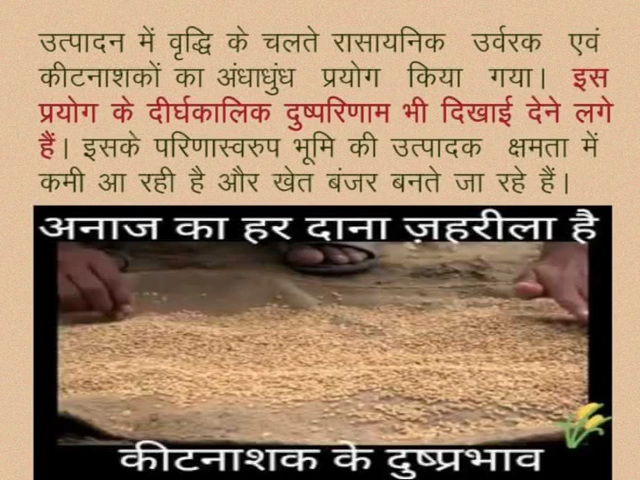 उत्पादन में वृद्धि के चलते रासायनिक उर्वरक एवं
कीटनाशकों का अंधाधुंध प्रयोग किया गया। इस
प्रयोग के दीर्घकालिक दुष्परिणाम भी दिखाई देने लगे
हैं। इसके परिणास्वरुप भूमि की उत्पादक क्षमता में
कमी आ रही है और खेत बंजर बनते जा रहे हैं।
अनाज का हर दाना ज़हरीला है
कीटनाशक के दुष्प्रभाव